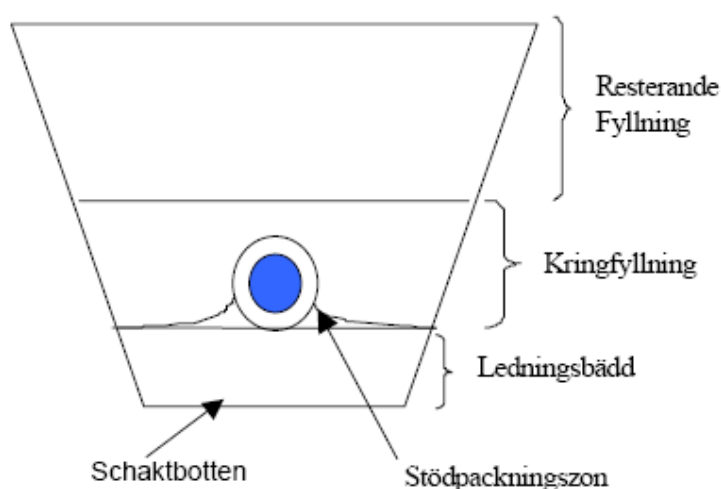 Resterande
Fyllning
Kringfyllning
Ledningsbädd
Schaktbotten
Stödpackningszon